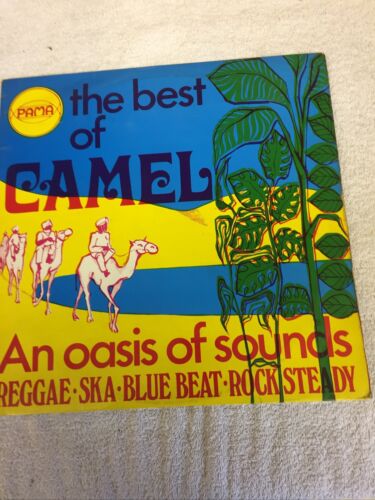 PAMA
the best
of
CAMEL
An oasis of sounds
REGGAE·SKA·BLUE BEAT·ROCK STEADY